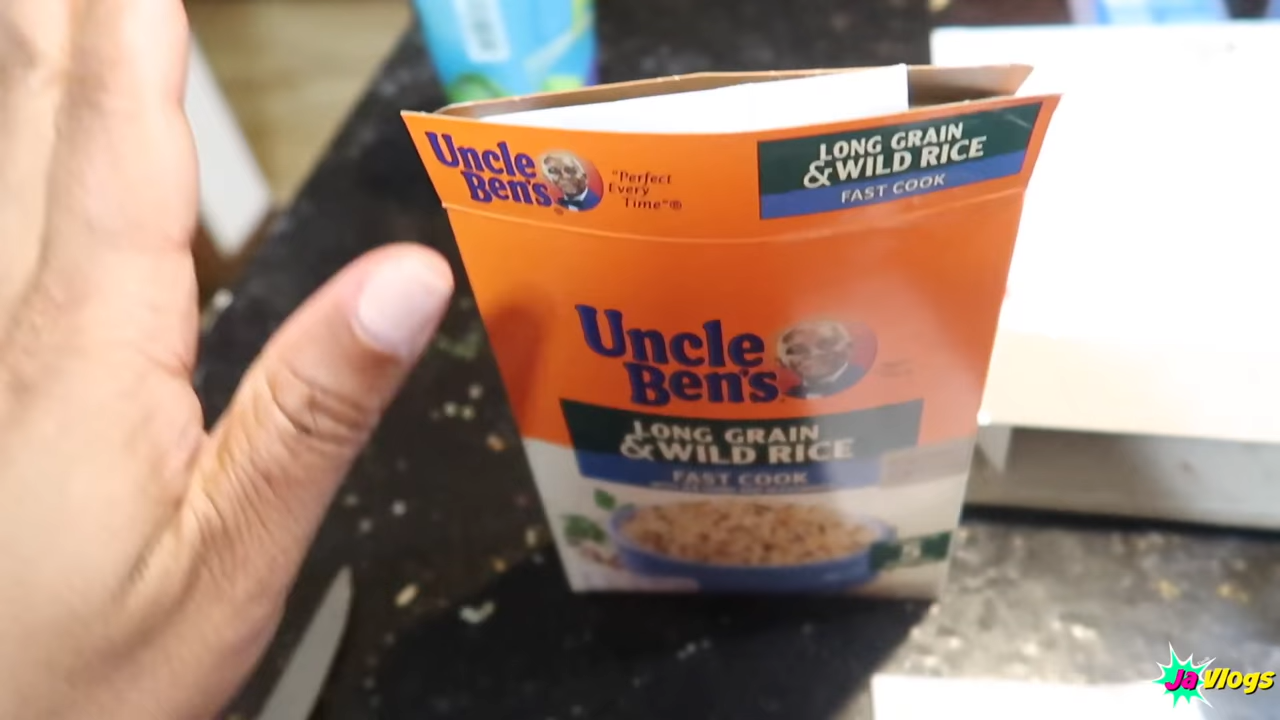 Uncle
Ben's®
"Perfect
Every
Time"®
LONG GRAIN
&WILD RICE
FAST COOK
Uncle
Ben's
LONG GRAIN
&WILD RICE
FAST COOK
Ja Vlogs